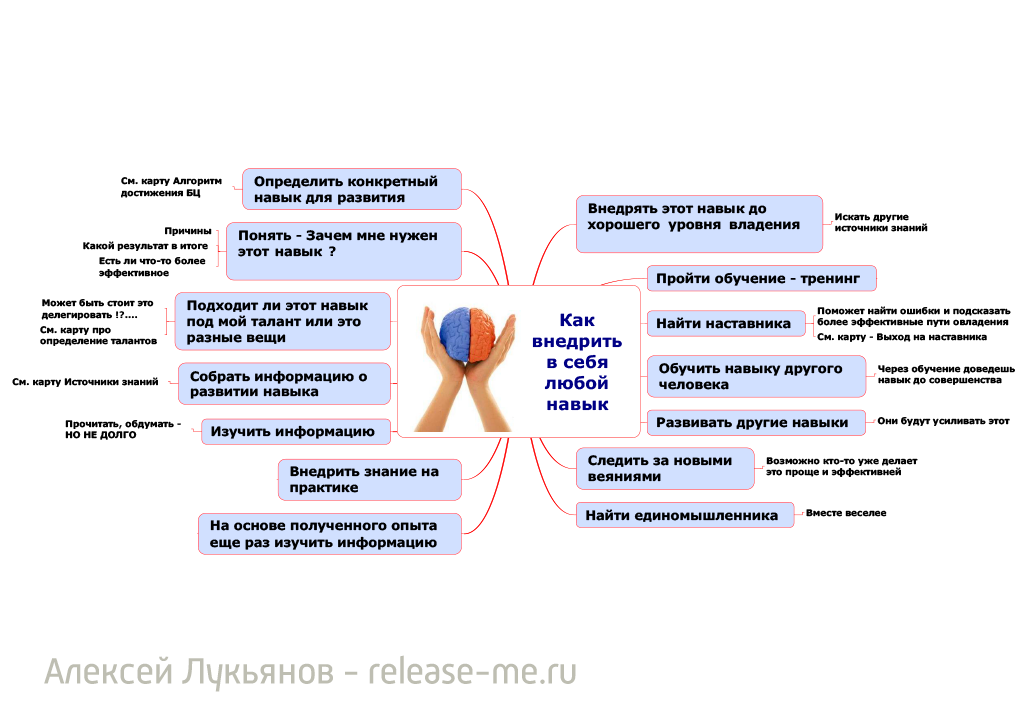 Как
внедрить
в себя
любой
навык
См. карту Алгоритм
достижения БЦ
Определить конкретный
навык для развития
Причины
Какой результат в итоге
Есть ли что-то более
эффективное
Понять - Зачем мне нужен
этот навык ?
Может быть стоит это
делегировать !?....
См. карту про
определение талантов
Подходит ли этот навык
под мой талант или это
разные вещи
См. карту Источники знаний
Собрать информацию о
развитии навыка
Прочитать, обдумать -
НО НЕ ДОЛГО
Изучить информацию
Внедрить знание на
практике
На основе полученного опыта
еще раз изучить информацию
Внедрять этот навык до
хорошего уровня владения
Искать другие
источники знаний
Пройти обучение - тренинг
Найти наставника
Поможет найти ошибки и подсказать
более эффективные пути овладения
См. карту - Выход на наставника
Обучить навыку другого
человека
Через обучение доведешь
навык до совершенства
Развивать другие навыки
Они будут усиливать этот
Следить за новыми
веяниями
Возможно кто-то уже делает
это проще и эффективней
Найти единомышленника
Вместе веселее
Алексей Лукьянов - release-me.ru